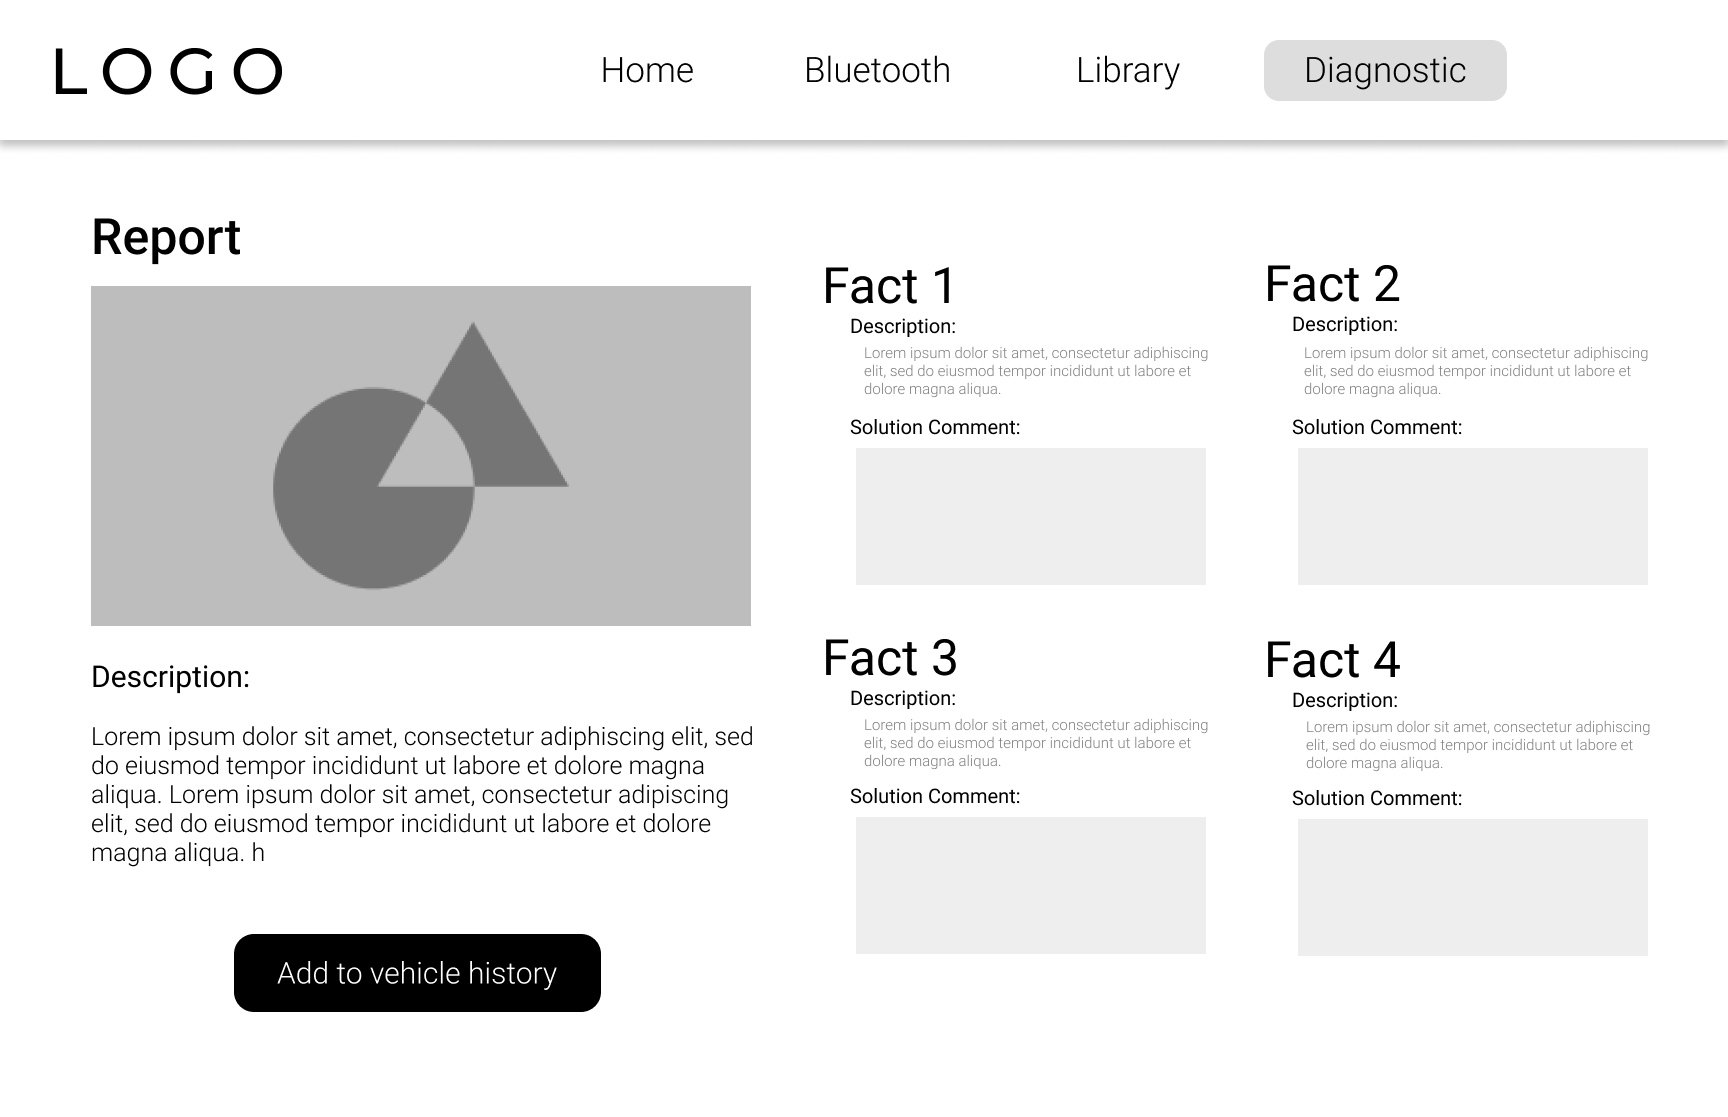 LOGO
Home
Bluetooth
Library
Diagnostic
Report
Description:
Lorem ipsum dolor sit amet, consectetur adiphiscing elit, sed
do eiusmod tempor incididunt ut labore et dolore magna
aliqua. Lorem ipsum dolor sit amet, consectetur adipiscing
elit, sed do eiusmod tempor incididunt ut labore et dolore
magna aliqua. h
Add to vehicle history
Fact 1
Description:
Lorem ipsum dolor sit amet, consectetur adiphiscing
elit, sed do eiusmod tempor incididunt ut labore et
dolore magna aliqua.
Solution Comment:
Fact 2
Description:
Lorem ipsum dolor sit amet, consectetur adiphiscing
elit, sed do eiusmod tempor incididunt ut labore et
dolore magna aliqua.
Solution Comment:
Fact 3
Description:
Lorem ipsum dolor sit amet, consectetur adiphiscing
elit, sed do eiusmod tempor incididunt ut labore et
dolore magna aliqua.
Solution Comment:
Fact 4
Description:
Lorem ipsum dolor sit amet, consectetur adiphiscing
elit, sed do eiusmod tempor incididunt ut labore et
dolore magna aliqua.
Solution Comment: